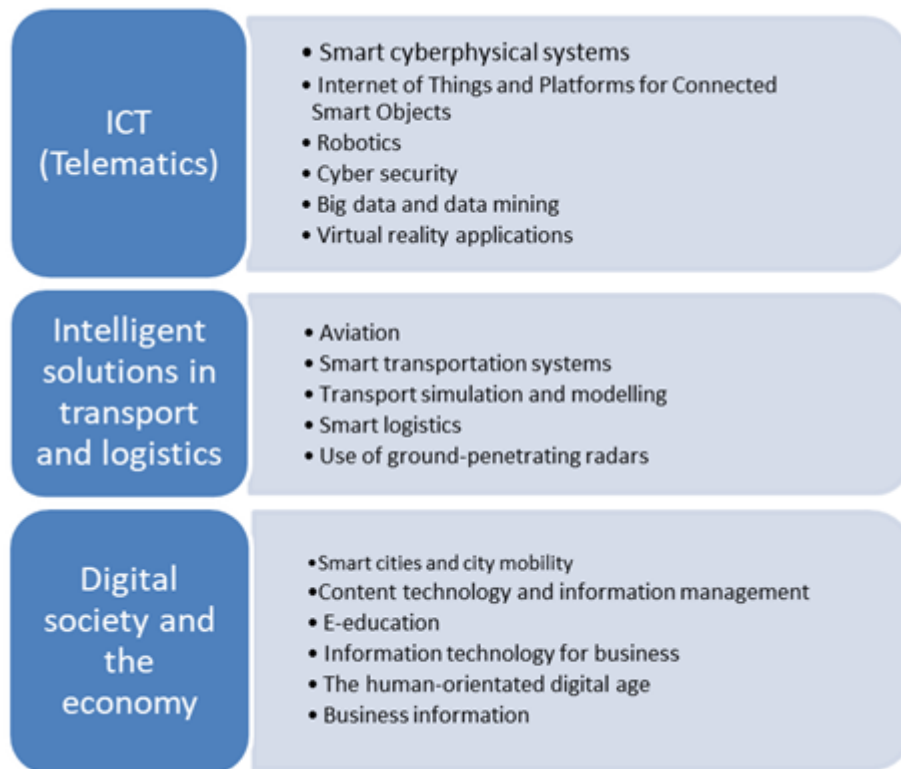 ICT
(Telematics)
• Smart cyberphysical systems
• Internet of Things and Platforms for Connected
Smart Objects
• Robotics
• Cyber security
• Big data and data mining
• Virtual reality applications
Intelligent
solutions in
transport
and logistics
• Aviation
• Smart transportation systems
• Transport simulation and modelling
• Smart logistics
• Use of ground-penetrating radars
Digital
society and
the
economy
•Smart cities and city mobility
•Content technology and information management
• E-education
• Information technology for business
• The human-orientated digital age
• Business information